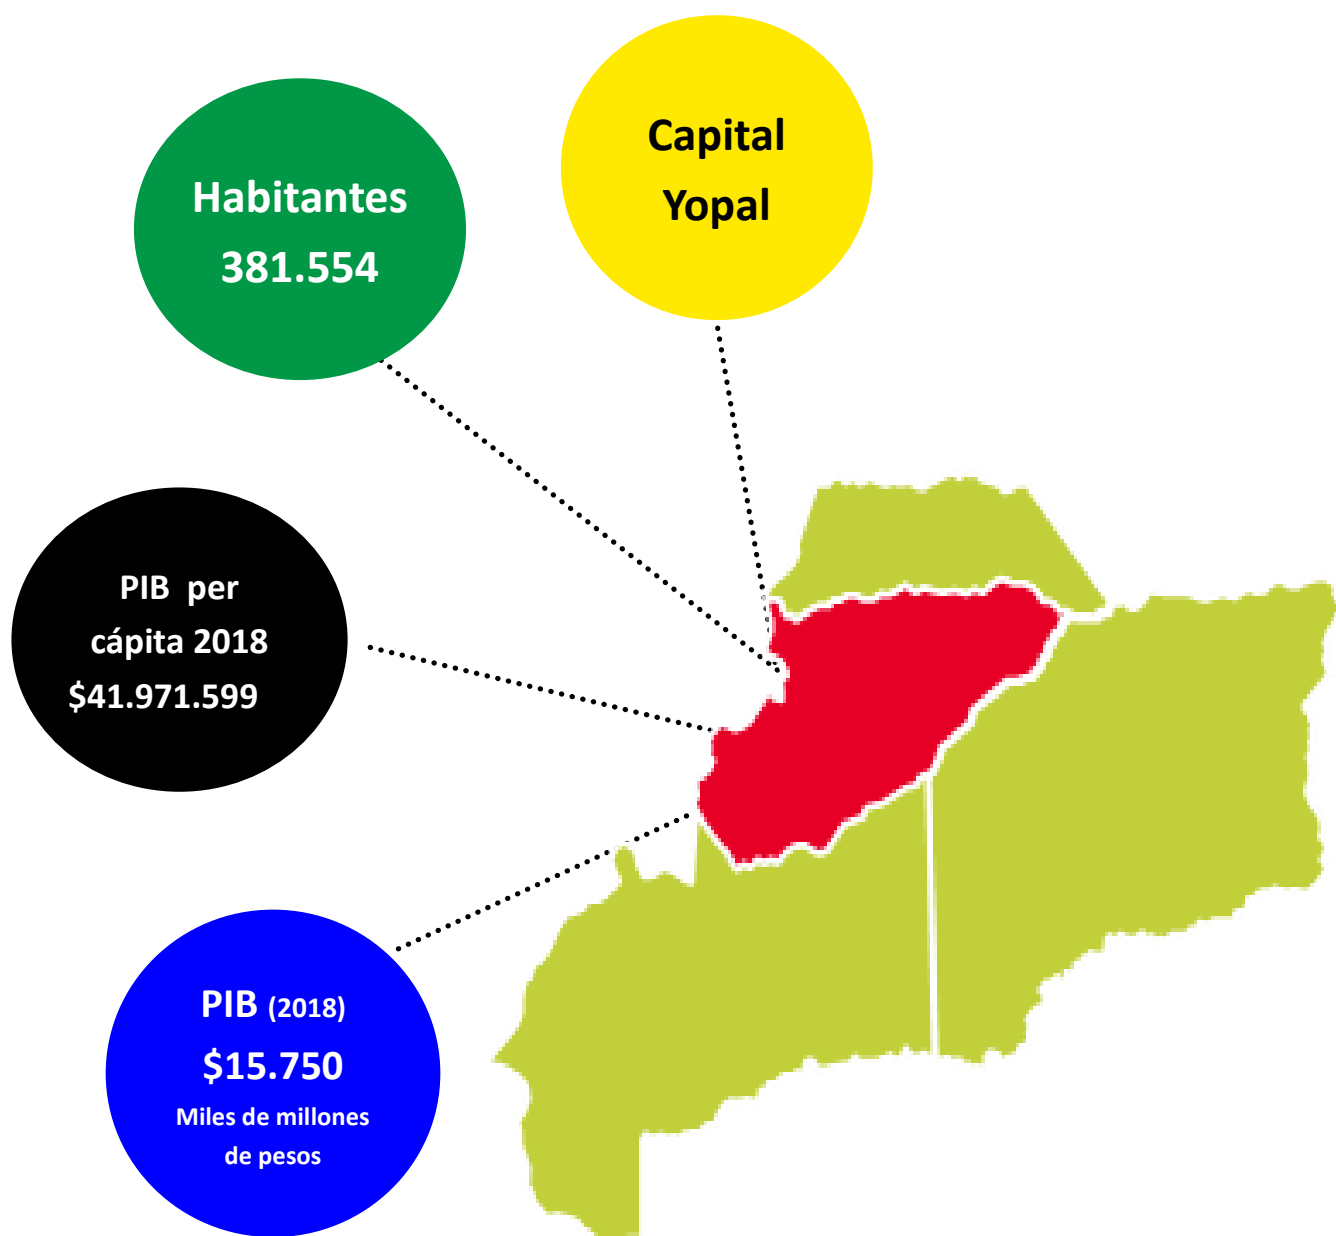 Capital
Yopal
Habitantes
381.554
PIB per
cápita 2018
$41.971.599
PIB (2018)
$15.750
Miles de millones
de pesos